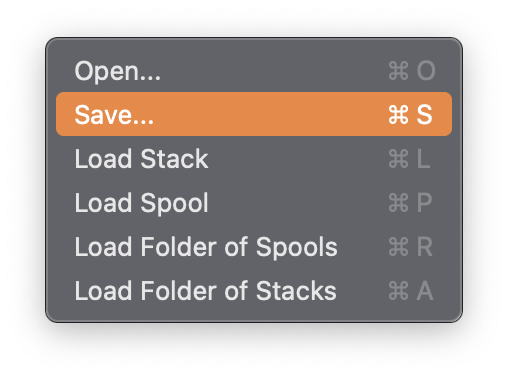 Open... ⌘ O
Save... ⌘ S
Load Stack ⌘ L
Load Spool ⌘ P
Load Folder of Spools ⌘ R
Load Folder of Stacks ⌘ A